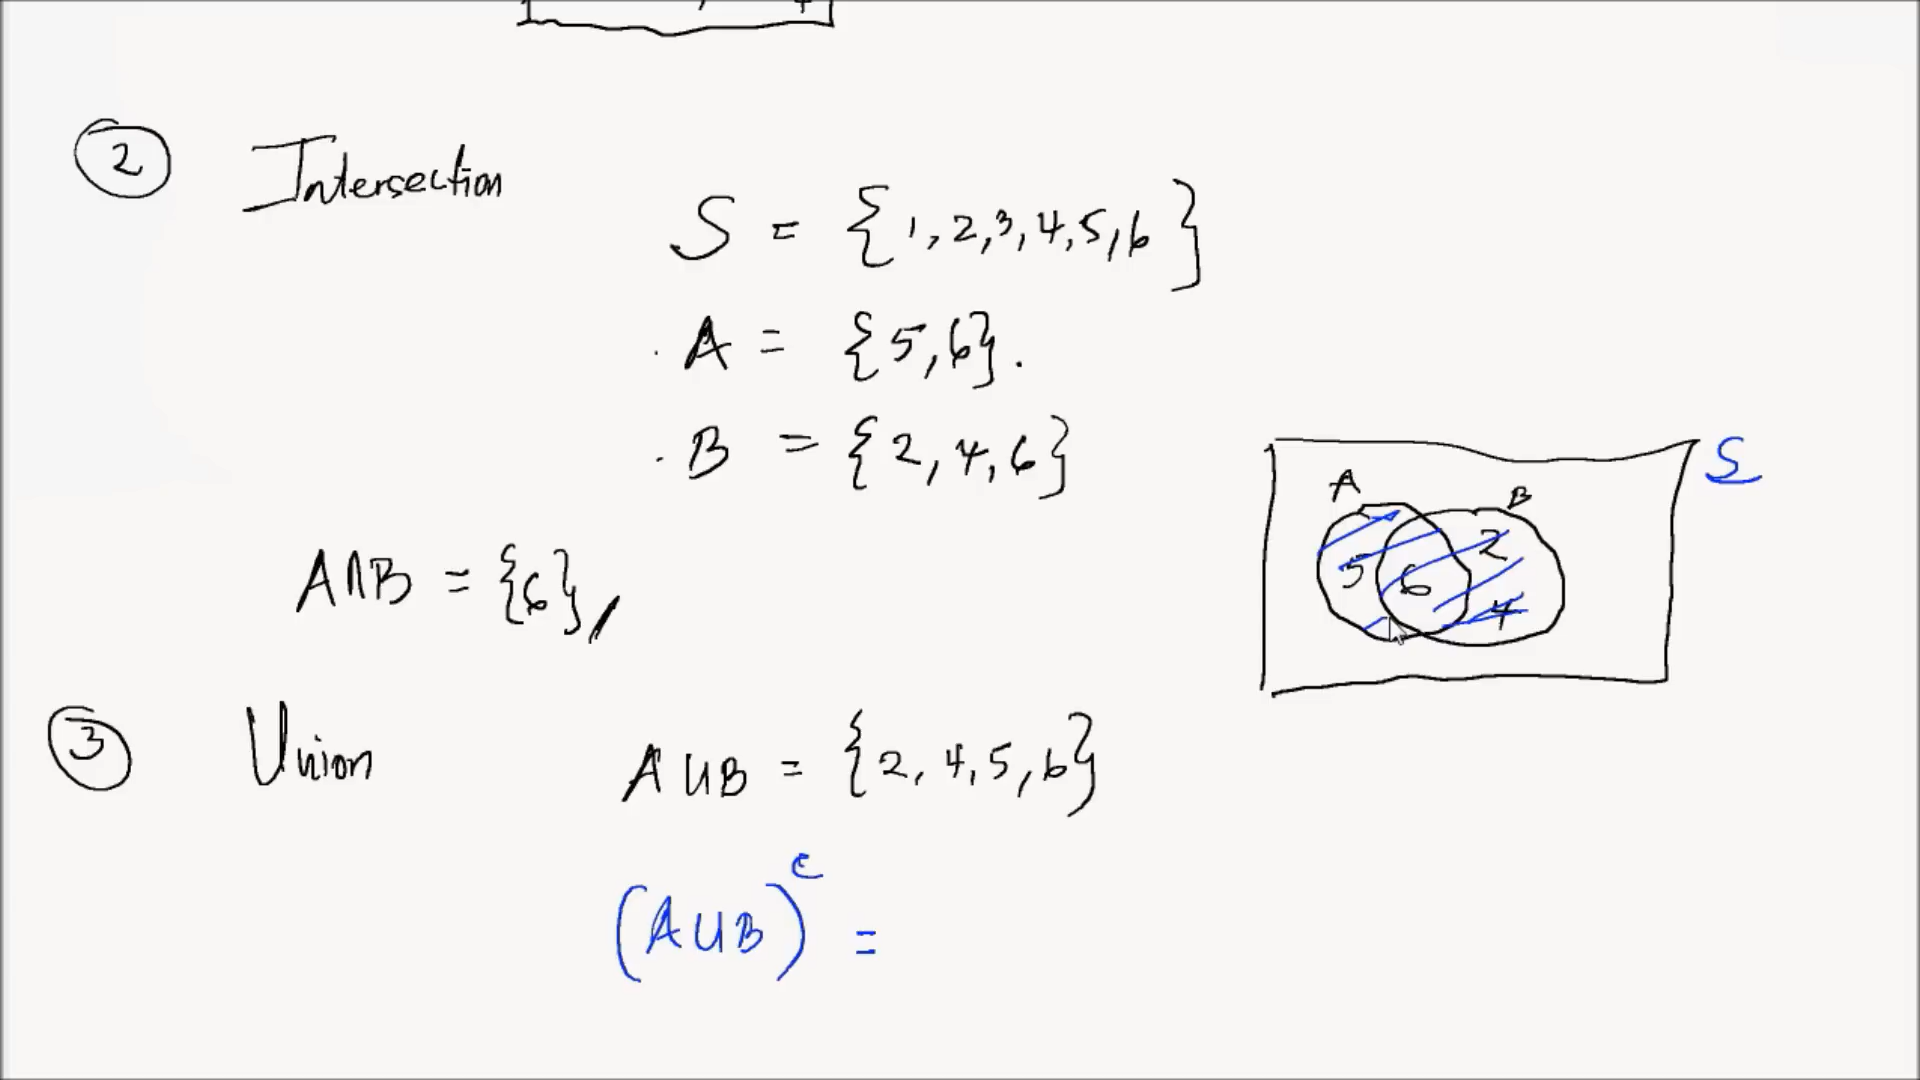 ② Intersection
S = {1,2,3,4,5,6}
A = {5,6}.
B = {2,4,6}
S
A B
5 6 2
4
A∩B = {6},
③ Union A∪B = {2,4,5,6}
(A∪B)ᶜ =